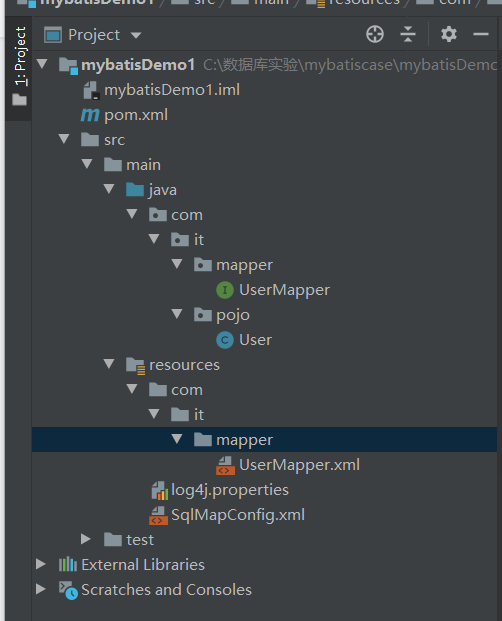 mybatisDemo1 src main resources com
1: Project
Project
mybatisDemo1 C:\数据库实验\mybatiscase\mybatisDemo
mybatisDemo1.iml
pom.xml
src
main
java
com
it
mapper
UserMapper
pojo
User
resources
com
it
mapper
UserMapper.xml
log4j.properties
SqlMapConfig.xml
test
External Libraries
Scratches and Consoles